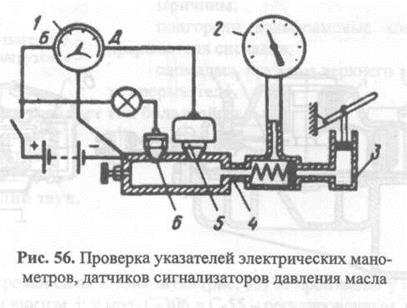 1
Б
Д
2
3
+
−
6
5
4
Рис. 56. Проверка указателей электрических мано-
метров, датчиков сигнализаторов давления масла